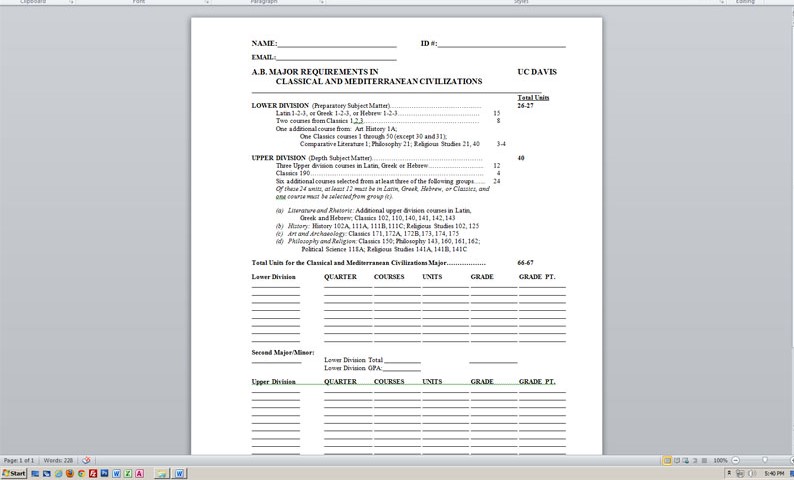 Clipboard Font Paragraph Styles Editing
NAME: ID #:
EMAIL:
A.B. MAJOR REQUIREMENTS IN UC DAVIS
CLASSICAL AND MEDITERRANEAN CIVILIZATIONS
Total Units
LOWER DIVISION (Preparatory Subject Matter) 26-27
Latin 1-2-3, or Greek 1-2-3, or Hebrew 1-2-3 15
Two courses from Classics 1,2,3 8
One additional course from: Art History 1A;
One Classics courses 1 through 50 (except 30 and 31);
Comparative Literature 1; Philosophy 21; Religious Studies 21, 40 3-4
UPPER DIVISION (Depth Subject Matter) 40
Three Upper division courses in Latin, Greek or Hebrew 12
Classics 190 4
Six additional courses selected from at least three of the following groups 24
Of these 24 units, at least 12 must be in Latin, Greek, Hebrew, or Classics, and
one course must be selected from group (c).
(a) Literature and Rhetoric: Additional upper division courses in Latin,
Greek and Hebrew; Classics 102, 110, 140, 141, 142, 143
(b) History: History 102A, 111A, 111B, 111C; Religious Studies 102, 125
(c) Art and Archaeology: Classics 171, 172A, 172B, 173, 174, 175
(d) Philosophy and Religion: Classics 150; Philosophy 143, 160, 161, 162;
Political Science 118A; Religious Studies 141A, 141B, 141C
Total Units for the Classical and Mediterranean Civilizations Major 66-67
Lower Division QUARTER COURSES UNITS GRADE GRADE PT.
Second Major/Minor:
Lower Division Total
Lower Division GPA:
Upper Division QUARTER COURSES UNITS GRADE GRADE PT.
Page: 1 of 1 Words: 228 100%
Start 5:40 PM